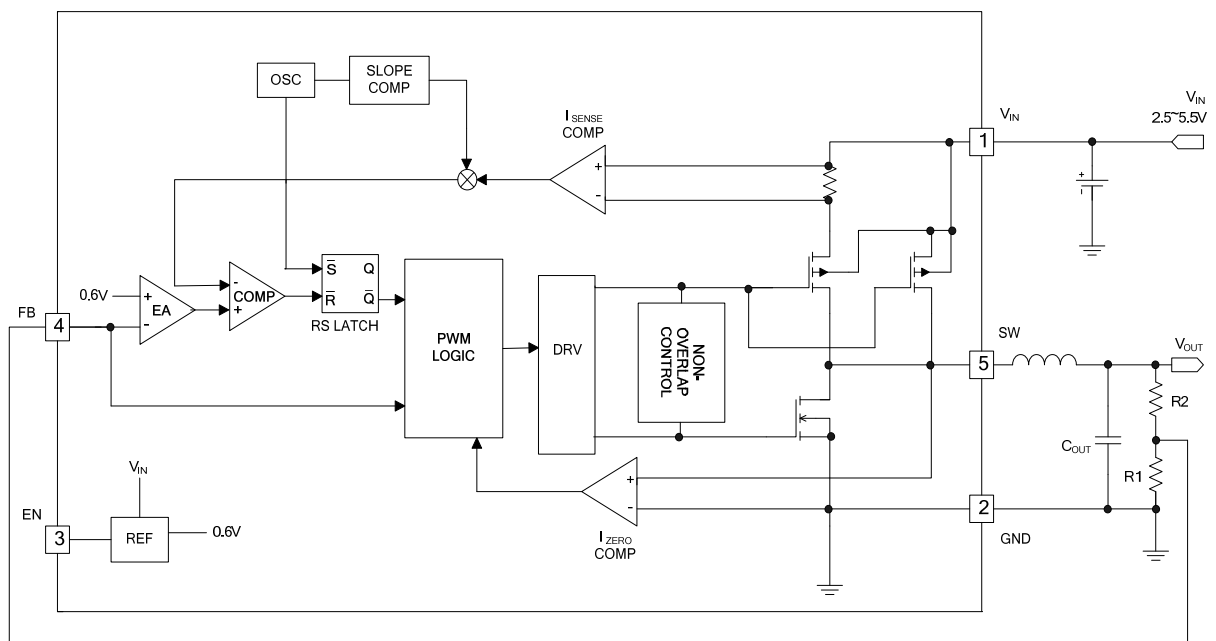 OSC
SLOPE
COMP
I SENSE
COMP
+
-
VIN
1
VIN
2.5~5.5V
+
-
0.6V
+
-
EA
-
+
COMP
S̅ Q
R̅ Q̅
RS LATCH
FB
4
PWM
LOGIC
DRV
NON-
OVERLAP
CONTROL
SW
5
VOUT
R2
COUT
R1
VIN
EN
3
REF
0.6V
+
-
I ZERO
COMP
2
GND